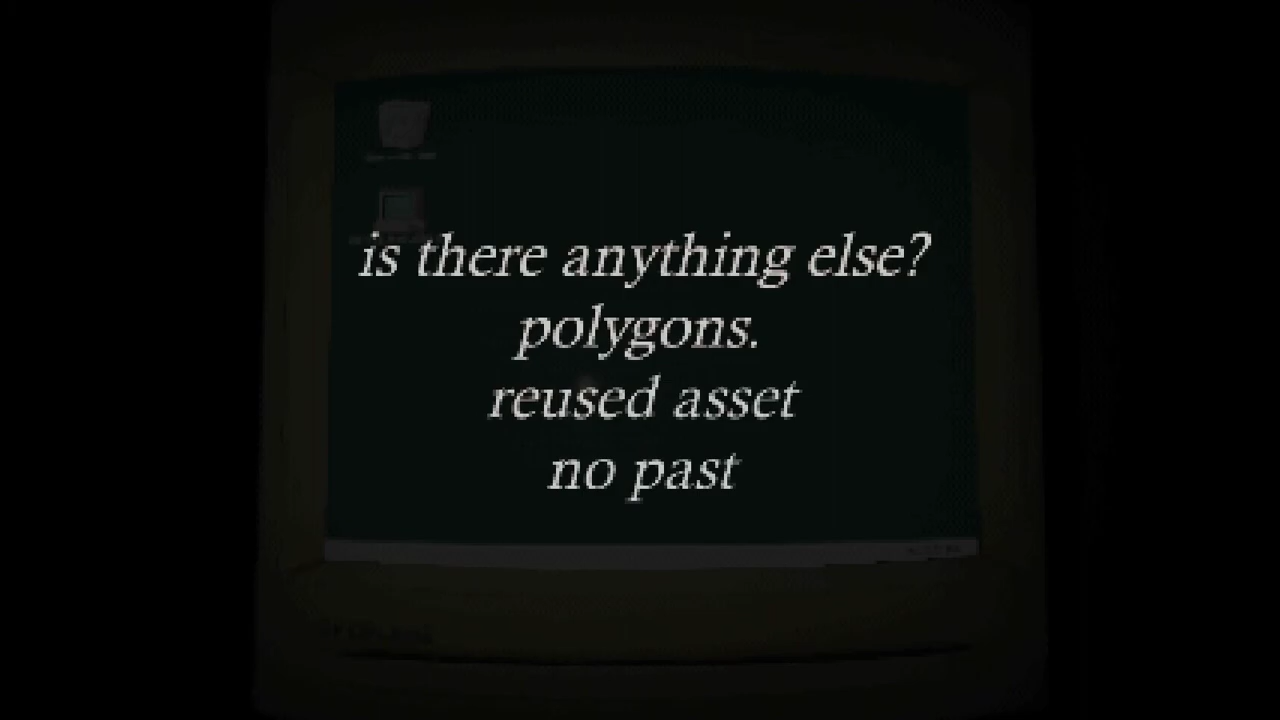 is there anything else?
polygons.
reused asset
no past